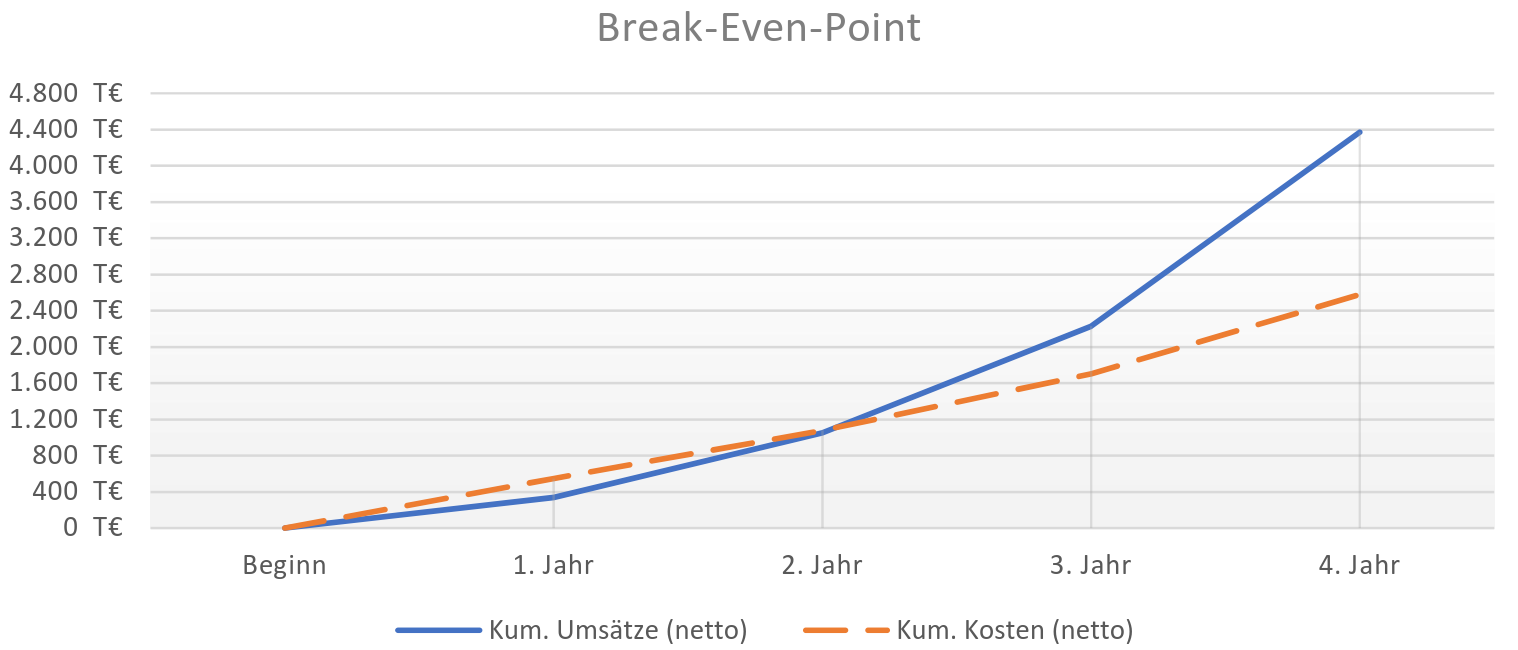 Break-Even-Point
4.800 T€
4.400 T€
4.000 T€
3.600 T€
3.200 T€
2.800 T€
2.400 T€
2.000 T€
1.600 T€
1.200 T€
800 T€
400 T€
0 T€
Beginn 1. Jahr 2. Jahr 3. Jahr 4. Jahr
Kum. Umsätze (netto) Kum. Kosten (netto)